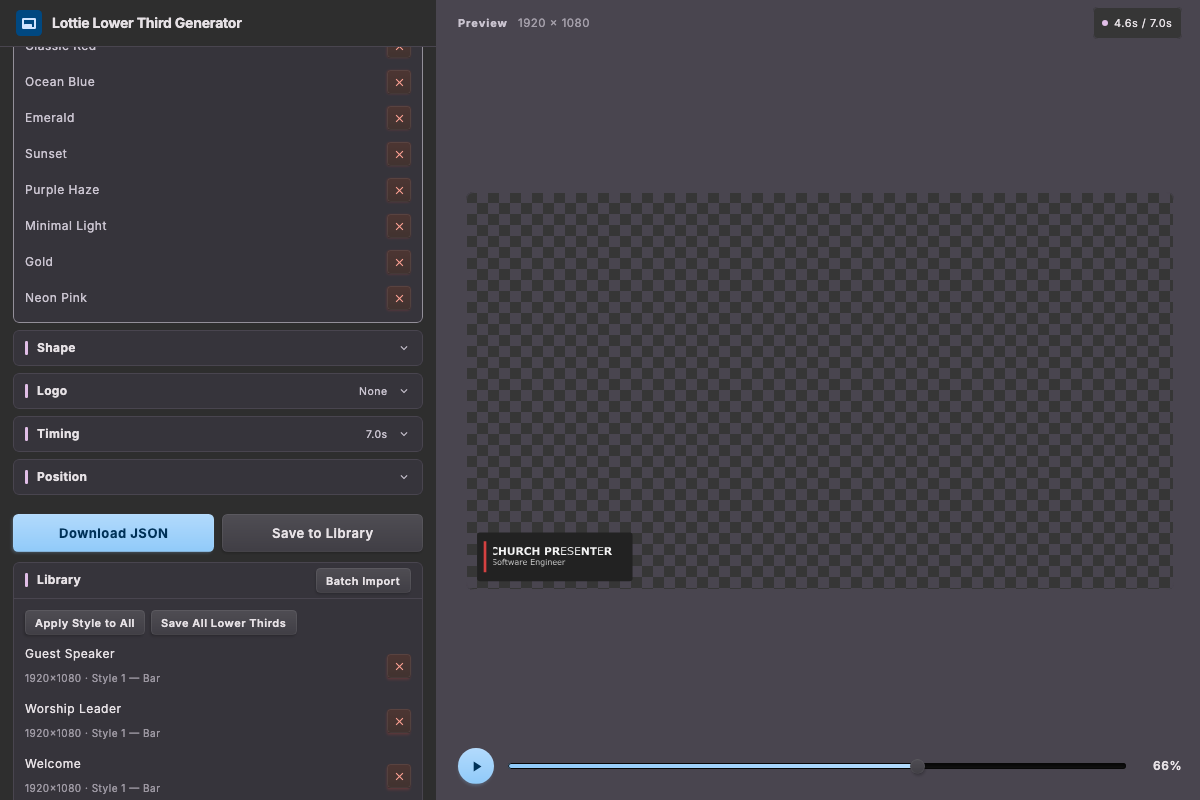 Lottie Lower Third Generator
Classic Red
Ocean Blue
Emerald
Sunset
Purple Haze
Minimal Light
Gold
Neon Pink
Shape
Logo None
Timing 7.0s
Position
Download JSON Save to Library
Library Batch Import
Apply Style to All Save All Lower Thirds
Guest Speaker
1920×1080 · Style 1 — Bar
Worship Leader
1920×1080 · Style 1 — Bar
Welcome
1920×1080 · Style 1 — Bar
Preview 1920 × 1080
4.6s / 7.0s
CHURCH PRESENTER
Software Engineer
66%